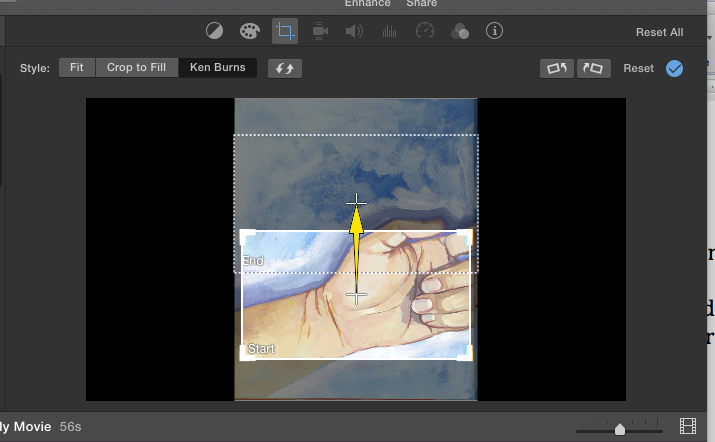 Enhance Share
Reset All
Style: Fit Crop to Fill Ken Burns Reset
End
Start
ly Movie 56s